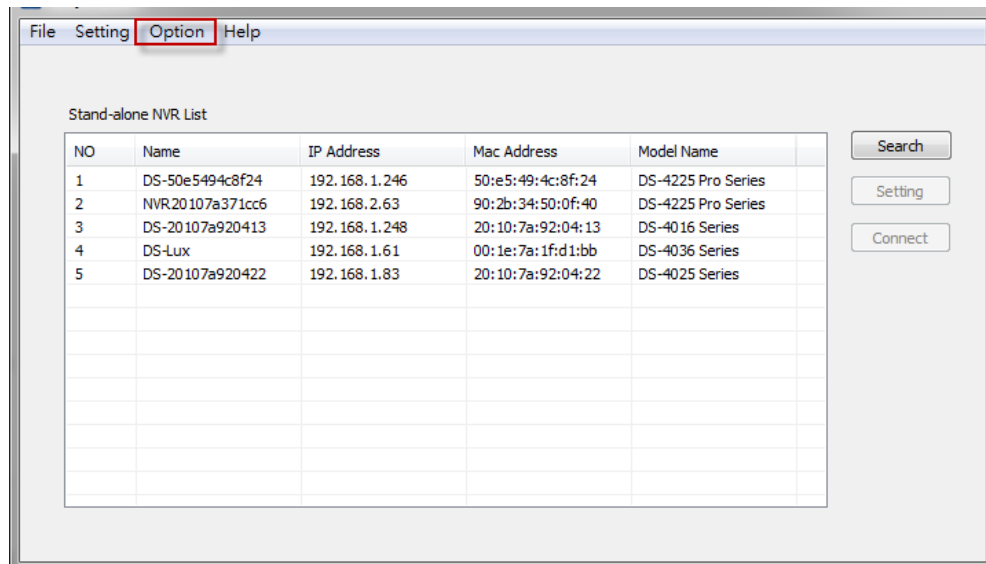 File Setting Option Help
Stand-alone NVR List
NO Name IP Address Mac Address Model Name
1 DS-50e5494c8f24 192.168.1.246 50:e5:49:4c:8f:24 DS-4225 Pro Series
2 NVR20107a371cc6 192.168.2.63 90:2b:34:50:0f:40 DS-4225 Pro Series
3 DS-20107a920413 192.168.1.248 20:10:7a:92:04:13 DS-4016 Series
4 DS-Lux 192.168.1.61 00:1e:7a:1f:d1:bb DS-4036 Series
5 DS-20107a920422 192.168.1.83 20:10:7a:92:04:22 DS-4025 Series
Search
Setting
Connect